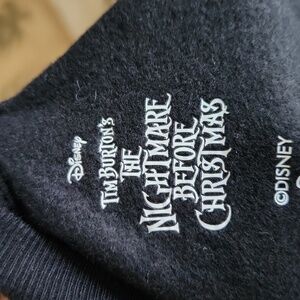 Disney
TIM BURTON'S
THE
NIGHTMARE
BEFORE
CHRISTMAS
©DISNEY